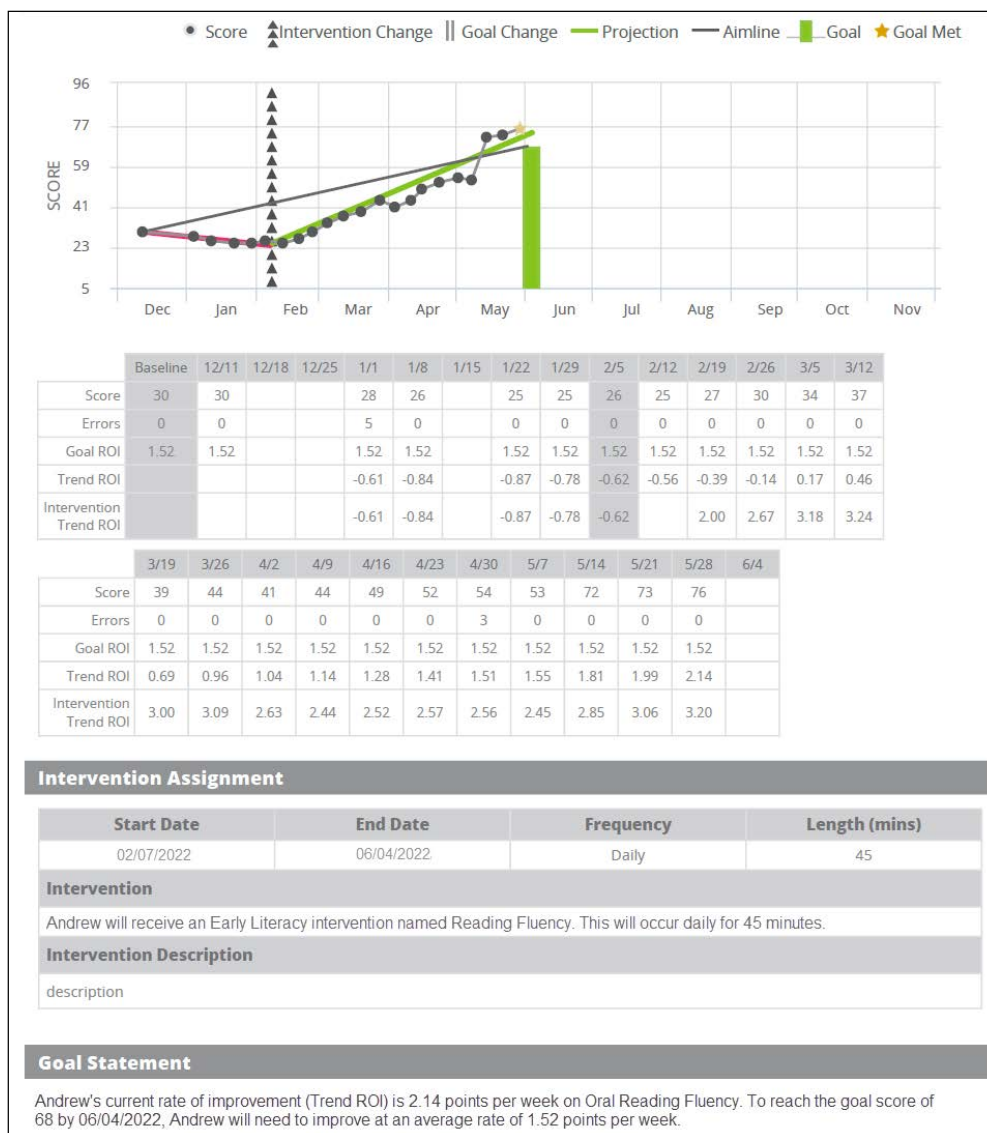 Score Intervention Change Goal Change Projection Aimline Goal Goal Met
96
77
59
41
23
5
SCORE
Dec Jan Feb Mar Apr May Jun Jul Aug Sep Oct Nov
Baseline 12/11 12/18 12/25 1/1 1/8 1/15 1/22 1/29 2/5 2/12 2/19 2/26 3/5 3/12
Score 30 30 28 26 25 25 26 25 27 30 34 37
Errors 0 0 5 0 0 0 0 0 0 0 0 0
Goal ROI 1.52 1.52 1.52 1.52 1.52 1.52 1.52 1.52 1.52 1.52 1.52 1.52
Trend ROI -0.61 -0.84 -0.87 -0.78 -0.62 -0.56 -0.39 -0.14 0.17 0.46
Intervention
Trend ROI -0.61 -0.84 -0.87 -0.78 -0.62 2.00 2.67 3.18 3.24
3/19 3/26 4/2 4/9 4/16 4/23 4/30 5/7 5/14 5/21 5/28 6/4
Score 39 44 41 44 49 52 54 53 72 73 76
Errors 0 0 0 0 0 0 3 0 0 0 0
Goal ROI 1.52 1.52 1.52 1.52 1.52 1.52 1.52 1.52 1.52 1.52 1.52
Trend ROI 0.69 0.96 1.04 1.14 1.28 1.41 1.51 1.55 1.81 1.99 2.14
Intervention
Trend ROI 3.00 3.09 2.63 2.44 2.52 2.57 2.56 2.45 2.85 3.06 3.20
Intervention Assignment
Start Date End Date Frequency Length (mins)
02/07/2022 06/04/2022 Daily 45
Intervention
Andrew will receive an Early Literacy intervention named Reading Fluency. This will occur daily for 45 minutes.
Intervention Description
description
Goal Statement
Andrew's current rate of improvement (Trend ROI) is 2.14 points per week on Oral Reading Fluency. To reach the goal score of
68 by 06/04/2022, Andrew will need to improve at an average rate of 1.52 points per week.